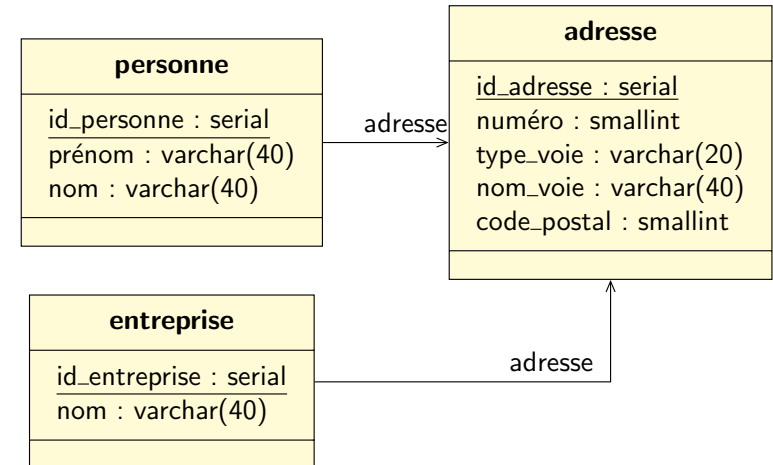 personne
id_personne : serial
prénom : varchar(40)
nom : varchar(40)
adresse
adresse
id_adresse : serial
numéro : smallint
type_voie : varchar(20)
nom_voie : varchar(40)
code_postal : smallint
entreprise
id_entreprise : serial
nom : varchar(40)
adresse